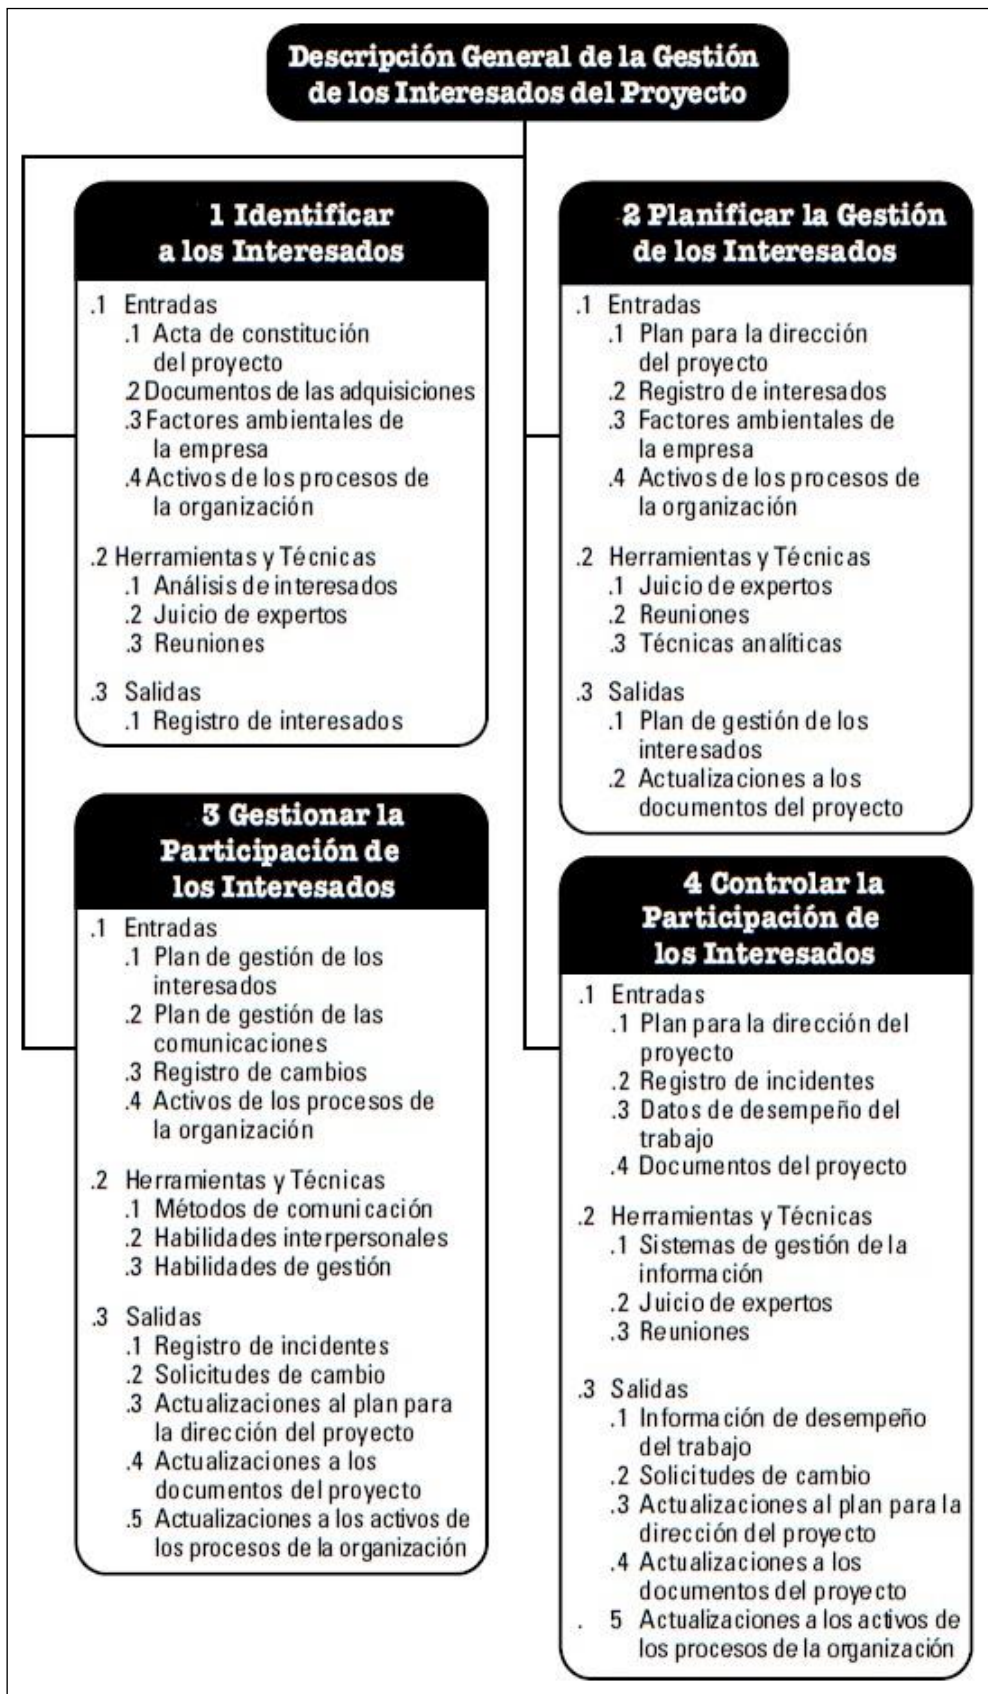 Descripción General de la Gestión
de los Interesados del Proyecto
1 Identificar
a los Interesados
.1 Entradas
.1 Acta de constitución
del proyecto
.2 Documentos de las adquisiciones
.3 Factores ambientales de
la empresa
.4 Activos de los procesos de
la organización
.2 Herramientas y Técnicas
.1 Análisis de interesados
.2 Juicio de expertos
.3 Reuniones
.3 Salidas
.1 Registro de interesados
2 Planificar la Gestión
de los Interesados
.1 Entradas
.1 Plan para la dirección
del proyecto
.2 Registro de interesados
.3 Factores ambientales de
la empresa
.4 Activos de los procesos de
la organización
.2 Herramientas y Técnicas
.1 Juicio de expertos
.2 Reuniones
.3 Técnicas analíticas
.3 Salidas
.1 Plan de gestión de los
interesados
.2 Actualizaciones a los
documentos del proyecto
3 Gestionar la
Participación de
los Interesados
.1 Entradas
.1 Plan de gestión de los
interesados
.2 Plan de gestión de las
comunicaciones
.3 Registro de cambios
.4 Activos de los procesos de
la organización
.2 Herramientas y Técnicas
.1 Métodos de comunicación
.2 Habilidades interpersonales
.3 Habilidades de gestión
.3 Salidas
.1 Registro de incidentes
.2 Solicitudes de cambio
.3 Actualizaciones al plan para
la dirección del proyecto
.4 Actualizaciones a los
documentos del proyecto
.5 Actualizaciones a los activos de
los procesos de la organización
4 Controlar la
Participación de
los Interesados
.1 Entradas
.1 Plan para la dirección del
proyecto
.2 Registro de incidentes
.3 Datos de desempeño del
trabajo
.4 Documentos del proyecto
.2 Herramientas y Técnicas
.1 Sistemas de gestión de la
información
.2 Juicio de expertos
.3 Reuniones
.3 Salidas
.1 Información de desempeño
del trabajo
.2 Solicitudes de cambio
.3 Actualizaciones al plan para la
dirección del proyecto
.4 Actualizaciones a los
documentos del proyecto
. 5 Actualizaciones a los activos de
los procesos de la organización